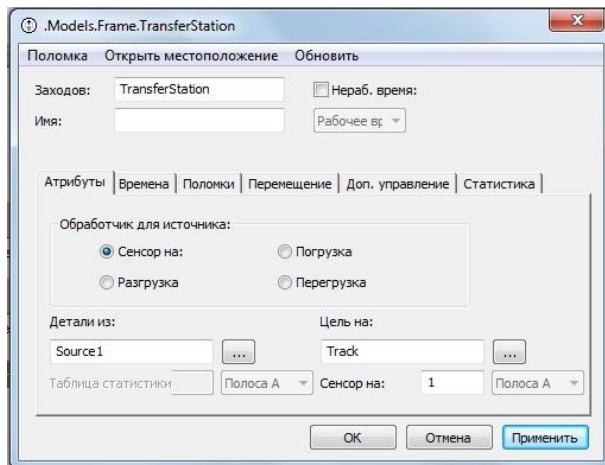 .Models.Frame.TransferStation
Поломка Открыть местоположение Обновить
Заходов: TransferStation Нераб. время:
Имя: Рабочее вр
Атрибуты Времена Поломки Перемещение Доп. управление Статистика
Обработчик для источника:
Сенсор на: Погрузка
Разгрузка Перегрузка
Детали из: Цель на:
Source1 ... Track ...
Таблица статистики Полоса А Сенсор на: 1 Полоса А
OK Отмена Применить